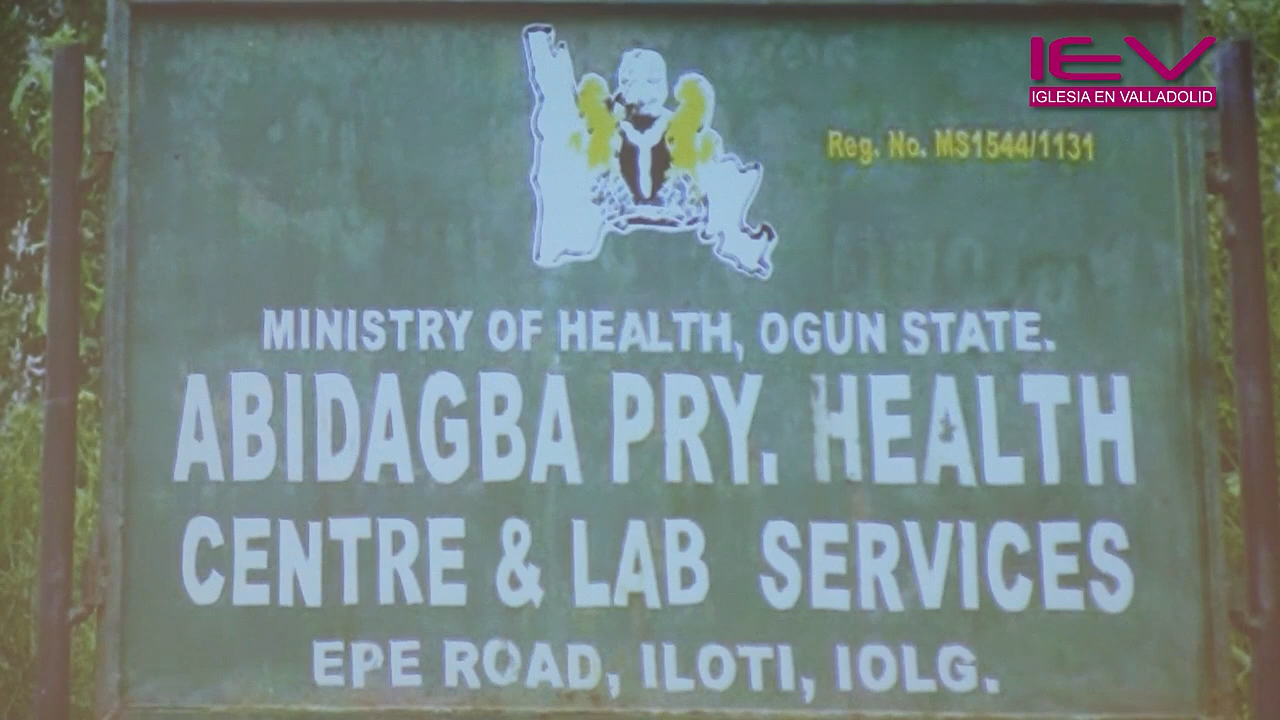 IEV
IGLESIA EN VALLADOLID
Reg. No. MS1544/1131
MINISTRY OF HEALTH, OGUN STATE.
ABIDAGBA PRY. HEALTH
CENTRE & LAB SERVICES
EPE ROAD, ILOTI, IOLG.